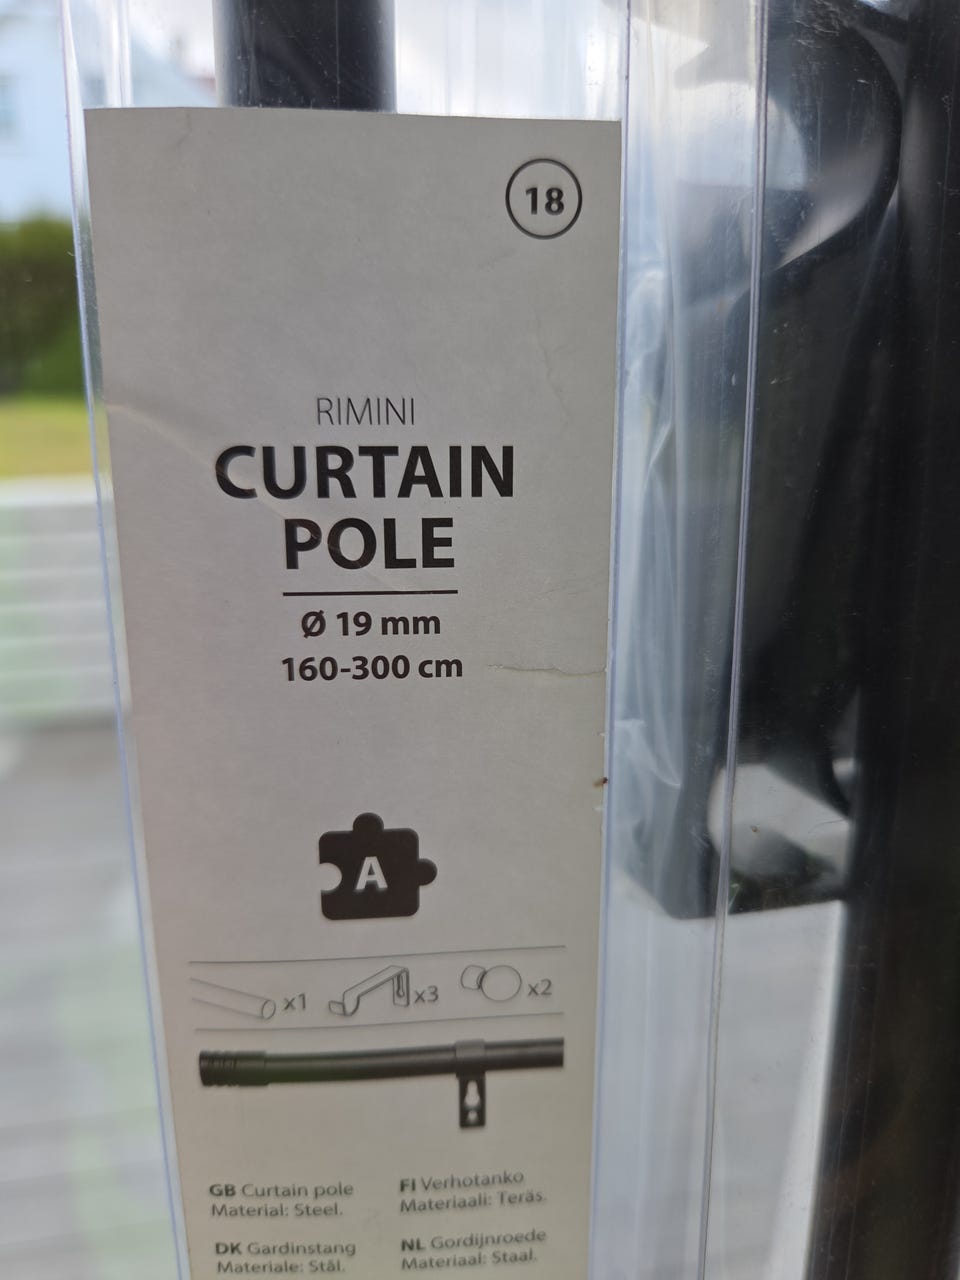 18
RIMINI
CURTAIN
POLE
Ø 19 mm
160-300 cm
A
x1 x3 x2
GB Curtain pole
Material: Steel.
FI Verhotanko
Materiaali: Teräs.
DK Gardinstang
Materiale: Stål.
NL Gordijnroede
Materiaal: Staal.